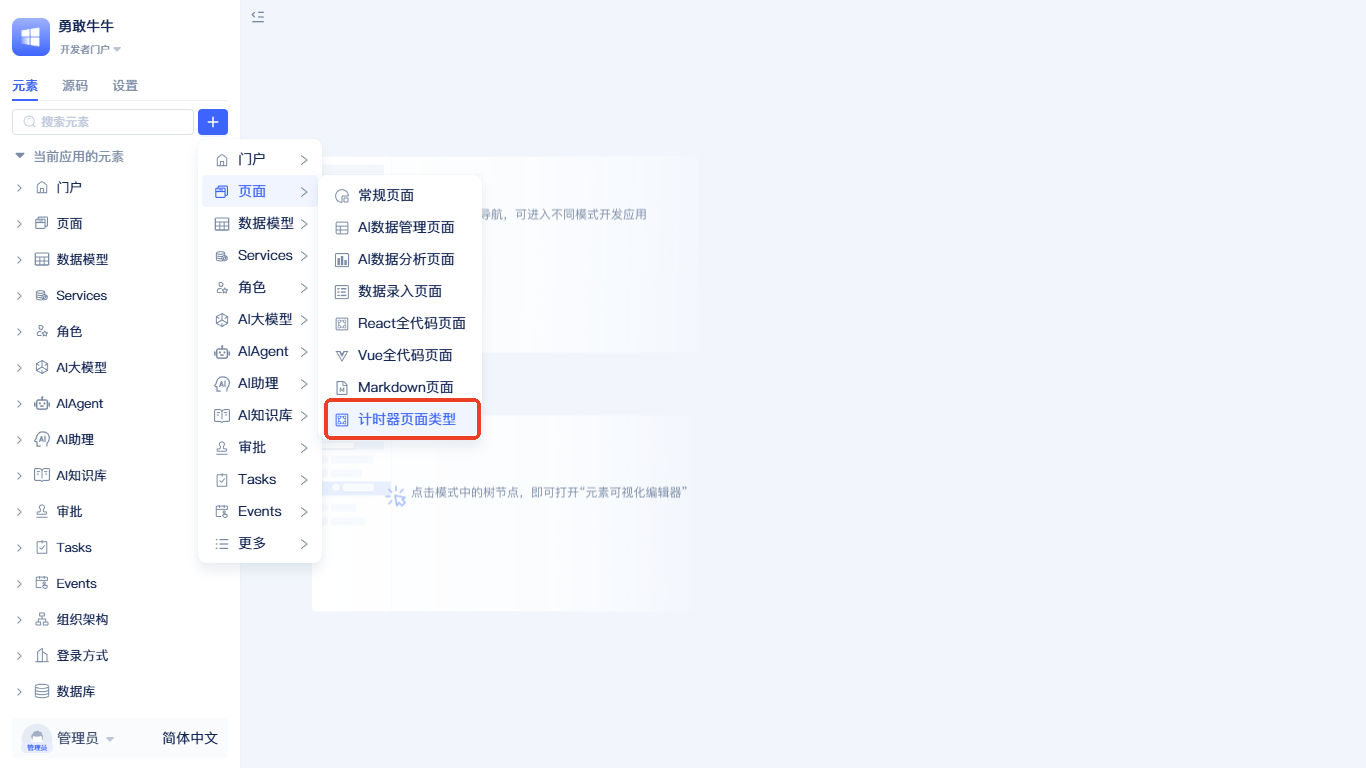 勇敢牛牛
开发者门户
元素 源码 设置
搜索元素
当前应用的元素
门户
页面
数据模型
Services
角色
AI大模型
AIAgent
AI助理
AI知识库
审批
Tasks
Events
组织架构
登录方式
数据库
管理员
管理员
简体中文
门户
页面
数据模型
Services
角色
AI大模型
AIAgent
AI助理
AI知识库
审批
Tasks
Events
更多
常规页面
AI数据管理页面
AI数据分析页面
数据录入页面
React全代码页面
Vue全代码页面
Markdown页面
计时器页面类型
导航，可进入不同模式开发应用
点击模式中的树节点，即可打开“元素可视化编辑器”